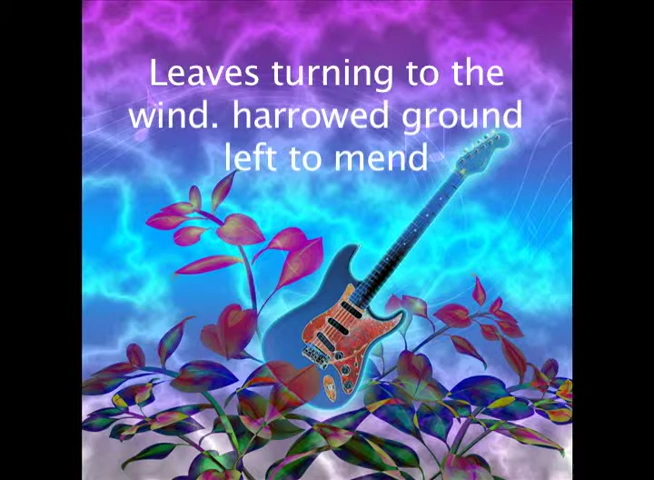 Leaves turning to the
wind. harrowed ground
left to mend